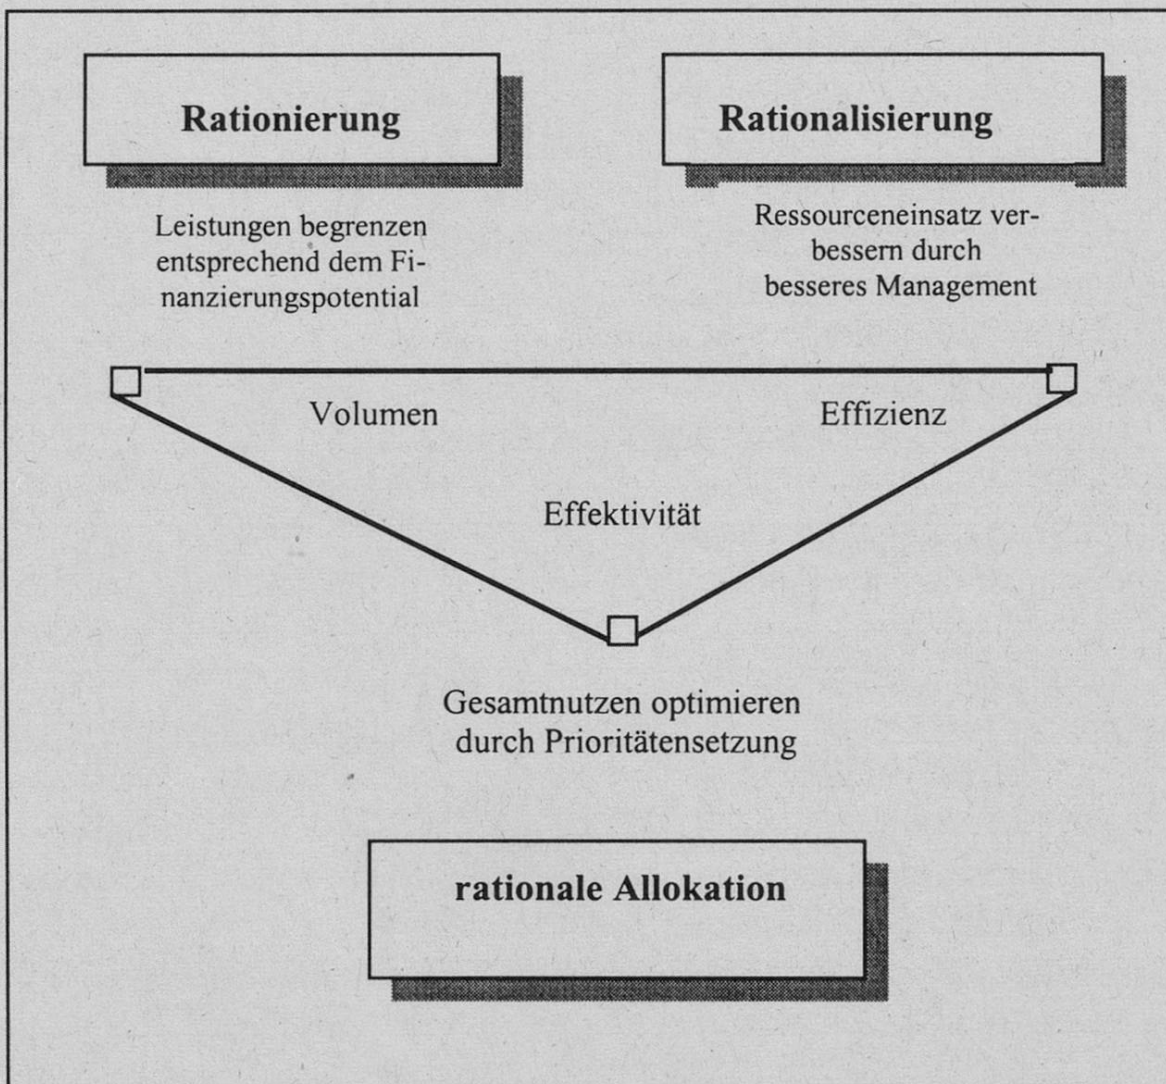 Rationierung
Rationalisierung
Leistungen begrenzen
entsprechend dem Fi-
nanzierungspotential
Ressourceneinsatz ver-
bessern durch
besseres Management
Volumen
Effizienz
Effektivität
Gesamtnutzen optimieren
durch Prioritätensetzung
rationale Allokation